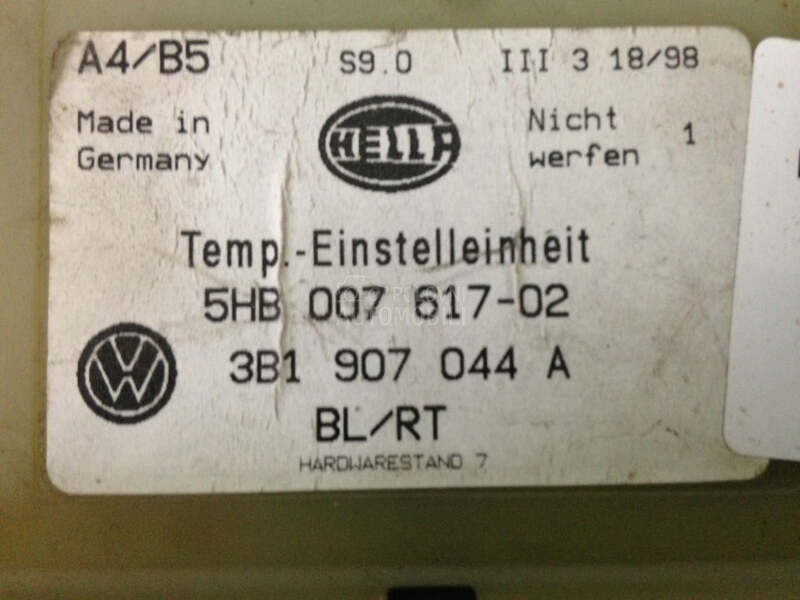 A4/B5 S9.0 III 3 18/98
Made in Germany
HELLA
Nicht werfen 1
Temp.-Einstelleinheit
5HB 007 617-02
VW
3B1 907 044 A
BL/RT
HARDWARESTAND 7